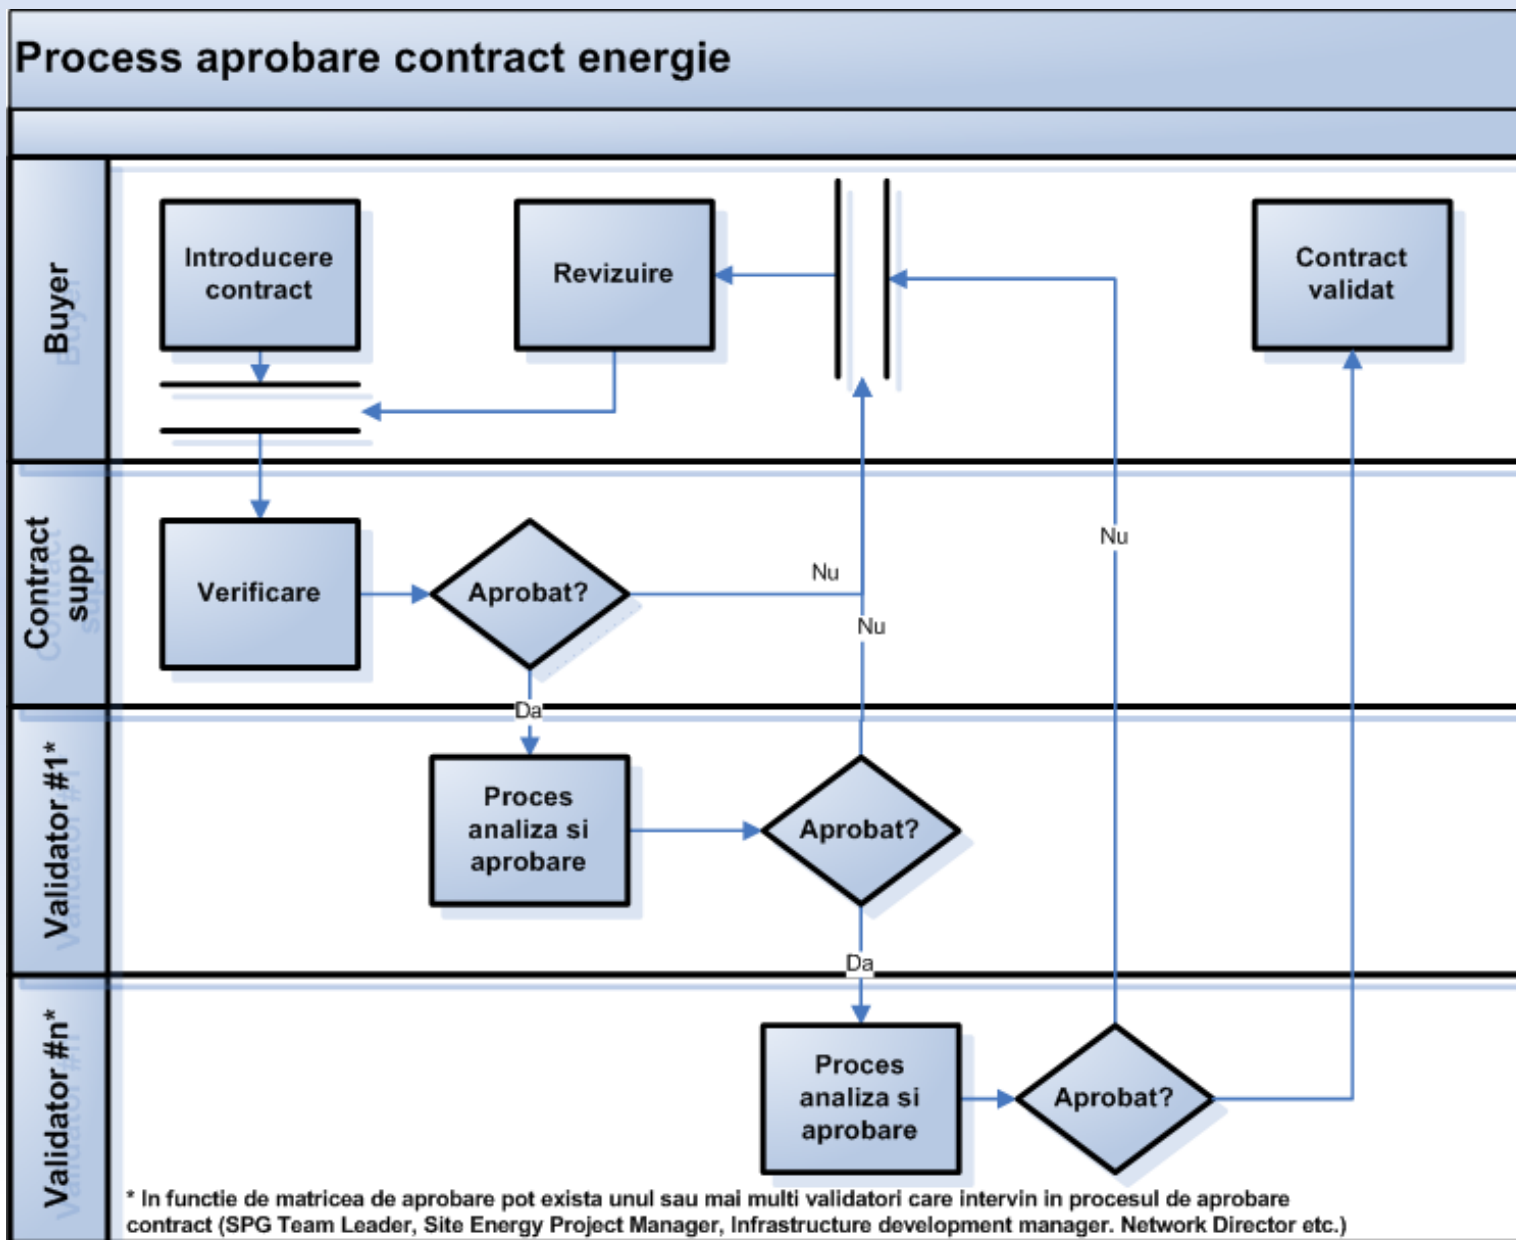 Process aprobare contract energie
Buyer
Introducere
contract
Revizuire
Contract
validat
Contract
supp
Verificare
Aprobat?
Nu
Nu
Nu
Da
Validator #1*
Proces
analiza si
aprobare
Aprobat?
Da
Validator #n*
Proces
analiza si
aprobare
Aprobat?
* In functie de matricea de aprobare pot exista unul sau mai multi validatori care intervin in procesul de aprobare
contract (SPG Team Leader, Site Energy Project Manager, Infrastructure development manager. Network Director etc.)